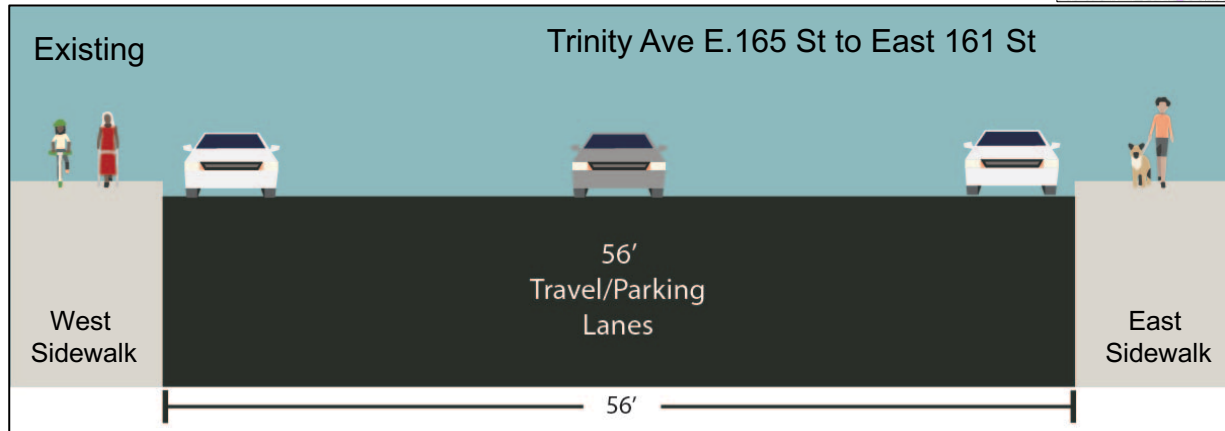 Existing
Trinity Ave E.165 St to East 161 St
56’
Travel/Parking
Lanes
West
Sidewalk
East
Sidewalk
56’